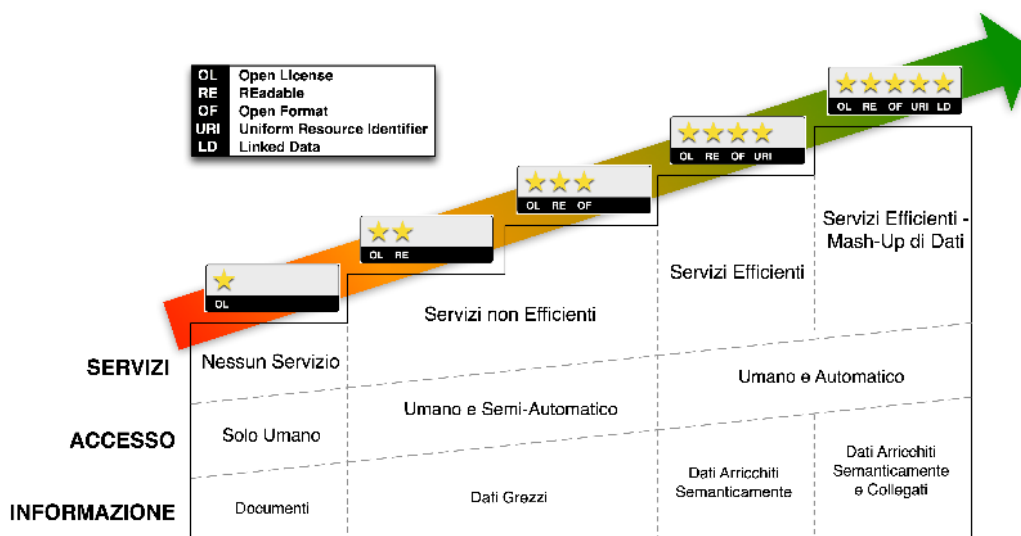 OL Open License
RE REadable
OF Open Format
URI Uniform Resource Identifier
LD Linked Data
OL RE OF URI LD
OL RE OF URI
OL RE OF
OL RE
OL
Servizi Efficienti -
Mash-Up di Dati
Servizi Efficienti
Servizi non Efficienti
SERVIZI
Nessun Servizio
Umano e Automatico
Umano e Semi-Automatico
ACCESSO
Solo Umano
Dati Arricchiti
Semanticamente
e Collegati
Dati Arricchiti
Semanticamente
Dati Grezzi
INFORMAZIONE
Documenti